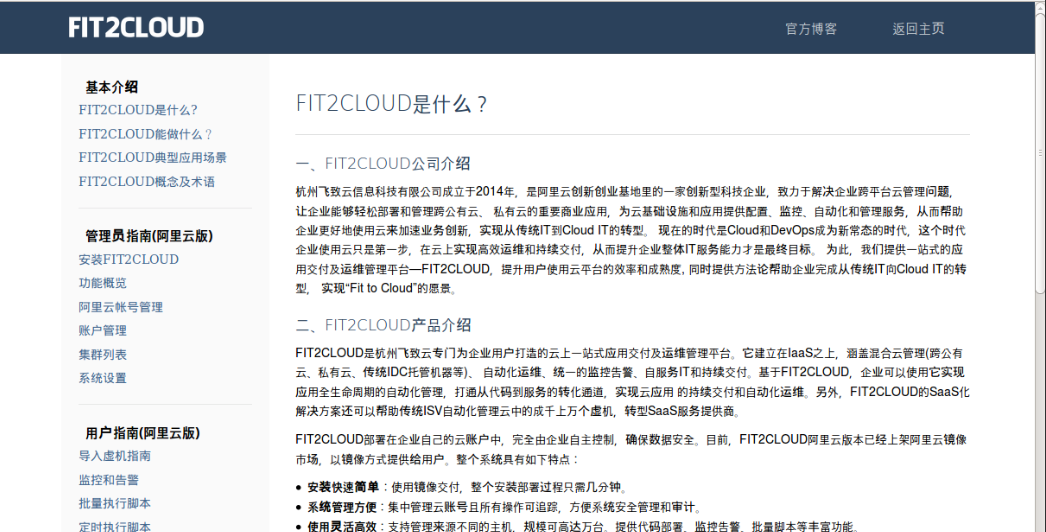 FIT2CLOUD
官方博客
返回主页
基本介绍
FIT2CLOUD是什么?
FIT2CLOUD能做什么？
FIT2CLOUD典型应用场景
FIT2CLOUD概念及术语
管理员指南(阿里云版)
安装FIT2CLOUD
功能概览
阿里云帐号管理
账户管理
集群列表
系统设置
用户指南(阿里云版)
导入虚机指南
监控和告警
批量执行脚本
定时执行脚本
FIT2CLOUD是什么？
一、FIT2CLOUD公司介绍
杭州飞致云信息科技有限公司成立于2014年，是阿里云创新创业基地里的一家创新型科技企业，致力于解决企业跨平台云管理问题，
让企业能够轻松部署和管理跨公有云、 私有云的重要商业应用，为云基础设施和应用提供配置、监控、自动化和管理服务，从而帮助
企业更好地使用云来加速业务创新，实现从传统IT到Cloud IT的转型。 现在的时代是Cloud和DevOps成为新常态的时代，这个时代
企业使用云只是第一步，在云上实现高效运维和持续交付，从而提升企业整体IT服务能力才是最终目标。 为此，我们提供一站式的应
用交付及运维管理平台—FIT2CLOUD，提升用户使用云平台的效率和成熟度, 同时提供方法论帮助企业完成从传统IT向Cloud IT的转
型， 实现“Fit to Cloud”的愿景。
二、FIT2CLOUD产品介绍
FIT2CLOUD是杭州飞致云专门为企业用户打造的云上一站式应用交付及运维管理平台。它建立在IaaS之上，涵盖混合云管理(跨公有
云、私有云、传统IDC托管机器等)、 自动化运维、统一的监控告警、自服务IT和持续交付。基于FIT2CLOUD，企业可以使用它实现
应用全生命周期的自动化管理，打通从代码到服务的转化通道，实现云应用 的持续交付和自动化运维。另外，FIT2CLOUD的SaaS化
解决方案还可以帮助传统ISV自动化管理云中的成千上万个虚机，转型SaaS服务提供商。
FIT2CLOUD部署在企业自己的云账户中，完全由企业自主控制，确保数据安全。目前，FIT2CLOUD阿里云版本已经上架阿里云镜像
市场，以镜像方式提供给用户。整个系统具有如下特点：
• 安装快速简单：使用镜像交付，整个安装部署过程只需几分钟。
• 系统管理方便：集中管理云账号且所有操作可追踪，方便系统安全管理和审计。
• 使用灵活高效：支持管理来源不同的主机，规模可高达万台。提供代码部署、监控告警、批量脚本等丰富功能。